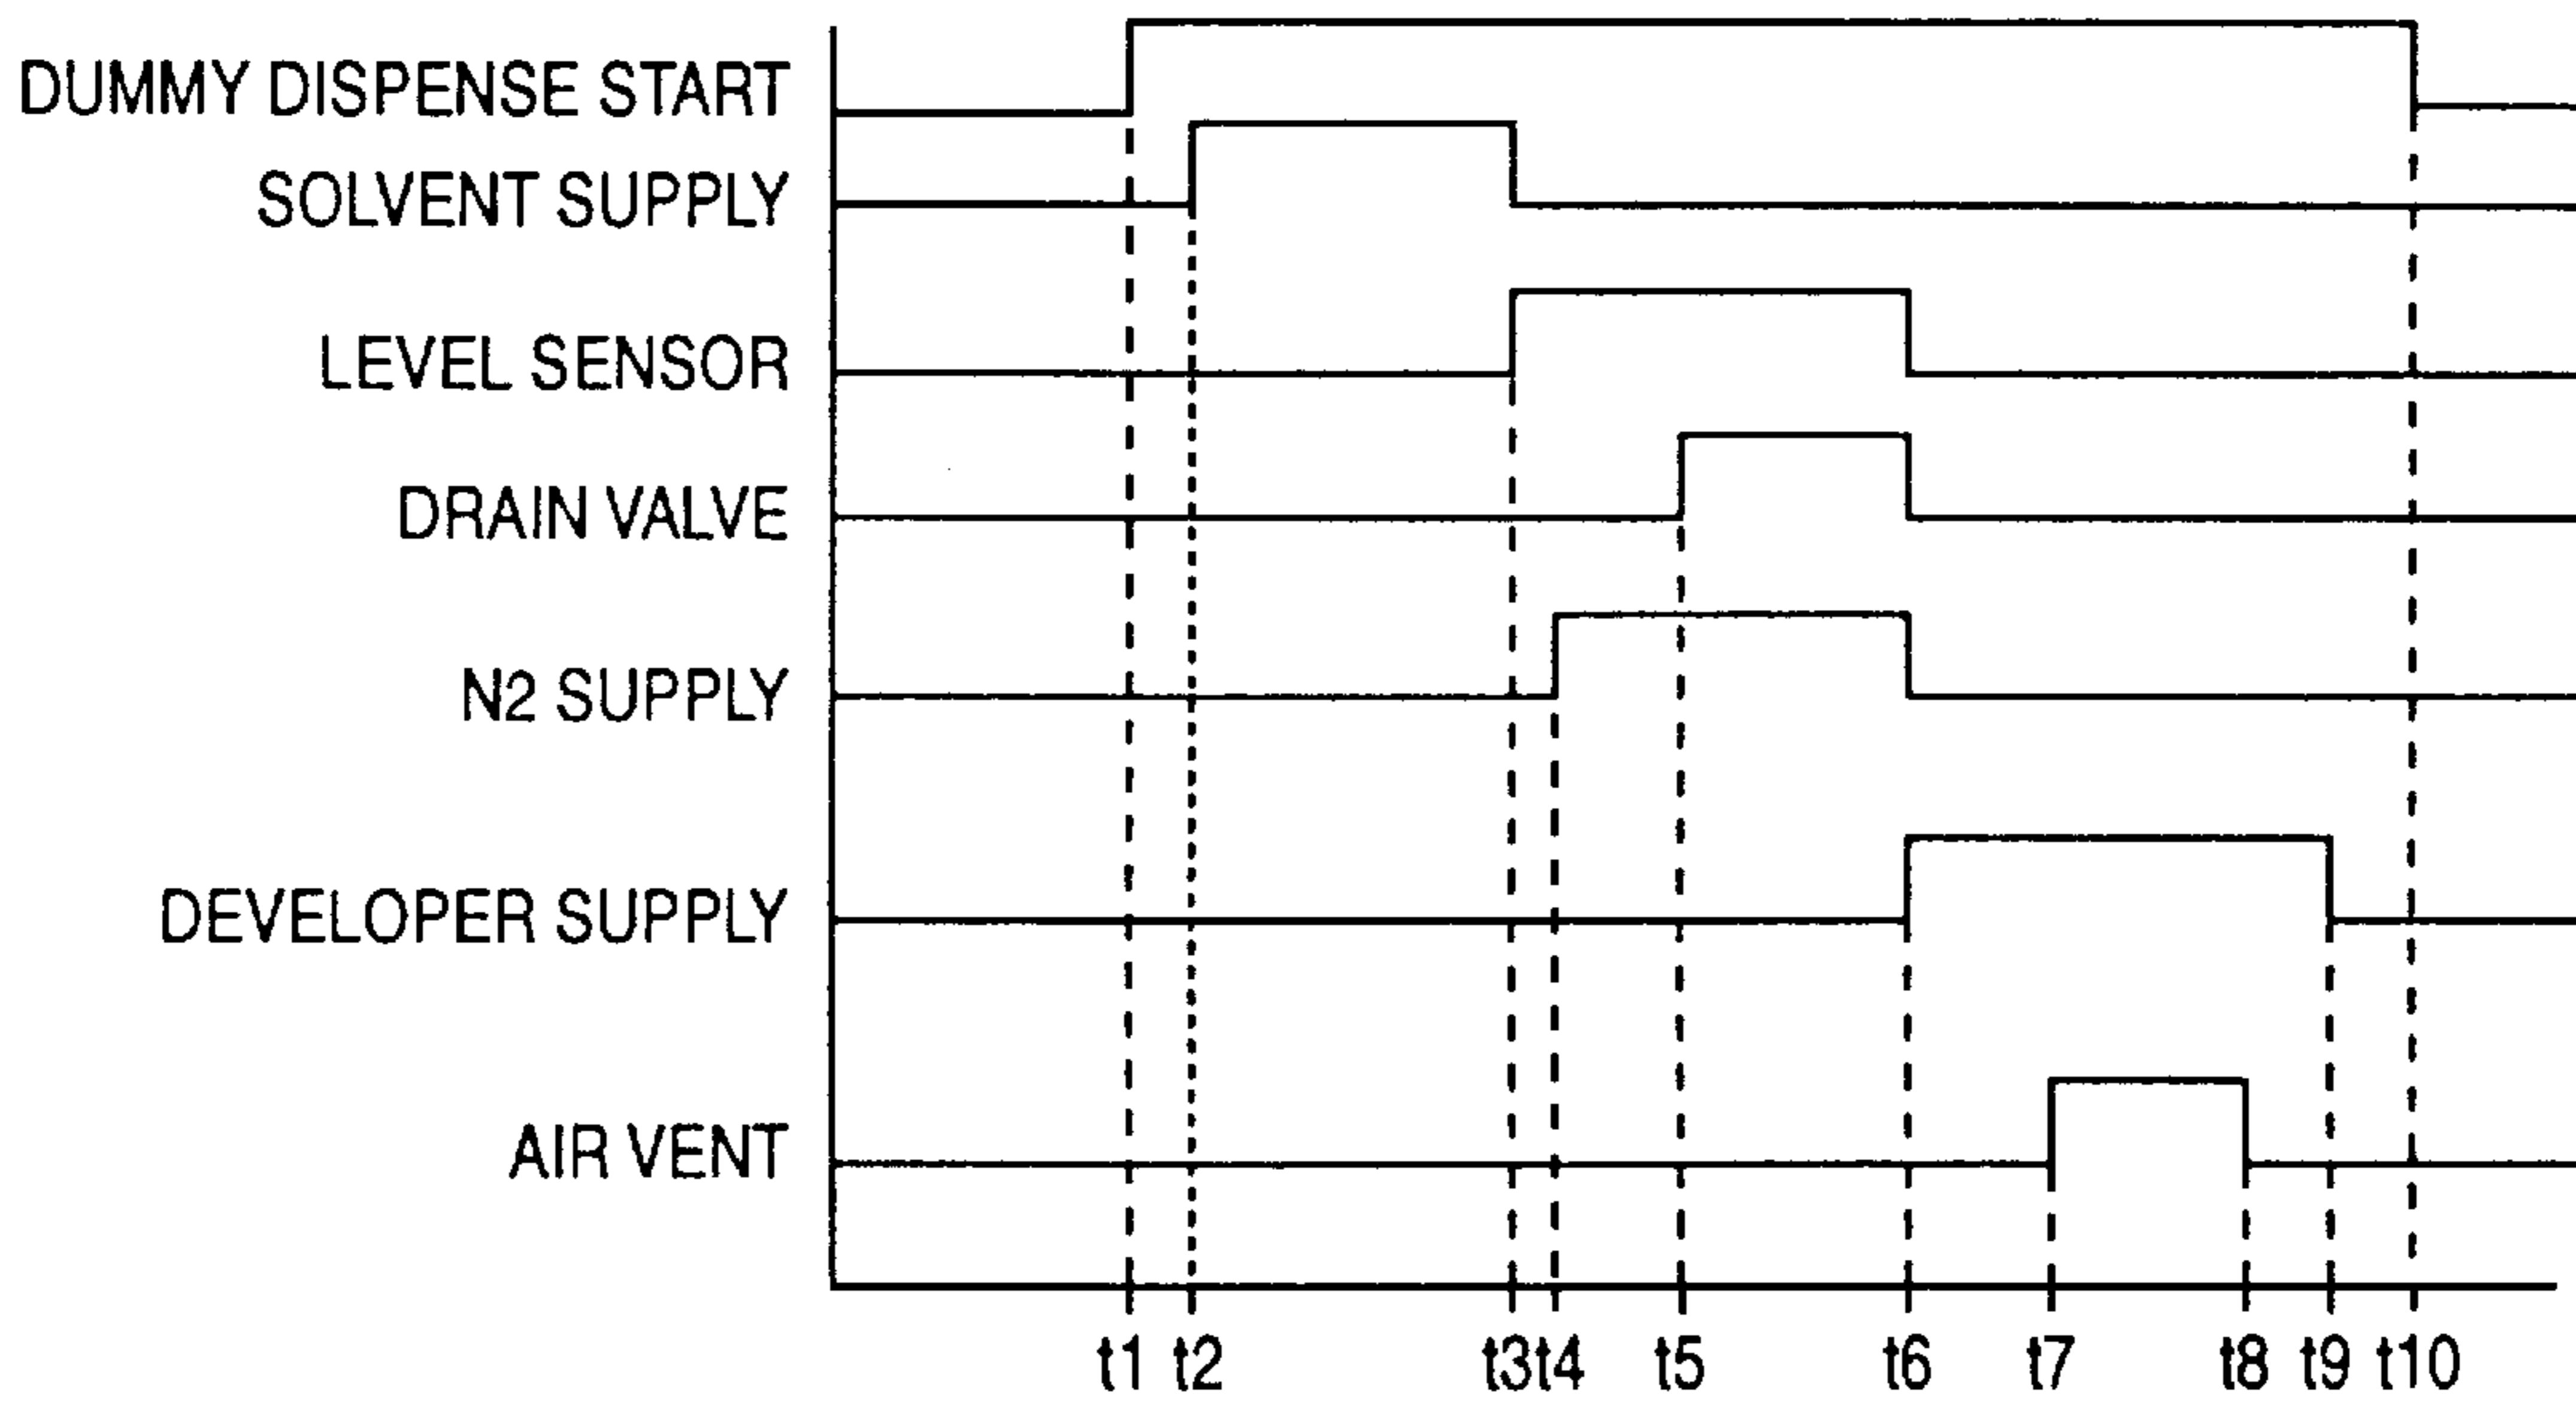 DUMMY DISPENSE START
SOLVENT SUPPLY
LEVEL SENSOR
DRAIN VALVE
N2 SUPPLY
DEVELOPER SUPPLY
AIR VENT
t1 t2 t3 t4 t5 t6 t7 t8 t9 t10